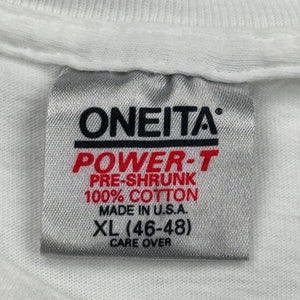 ONEITA®
POWER-T
PRE-SHRUNK
100% COTTON
MADE IN U.S.A.
XL (46-48)
CARE OVER